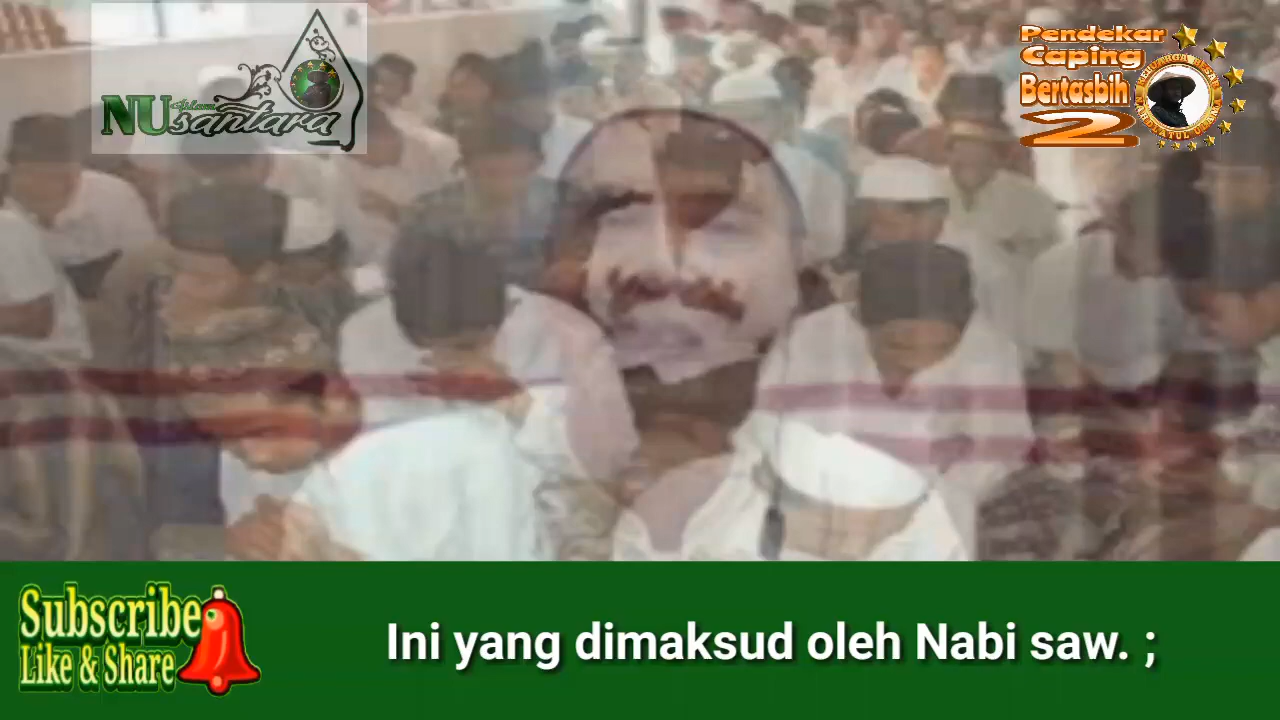 NUsantara
Pendekar
Caping
Bertasbih
2
Subscribe
Like & Share
Ini yang dimaksud oleh Nabi saw. ;